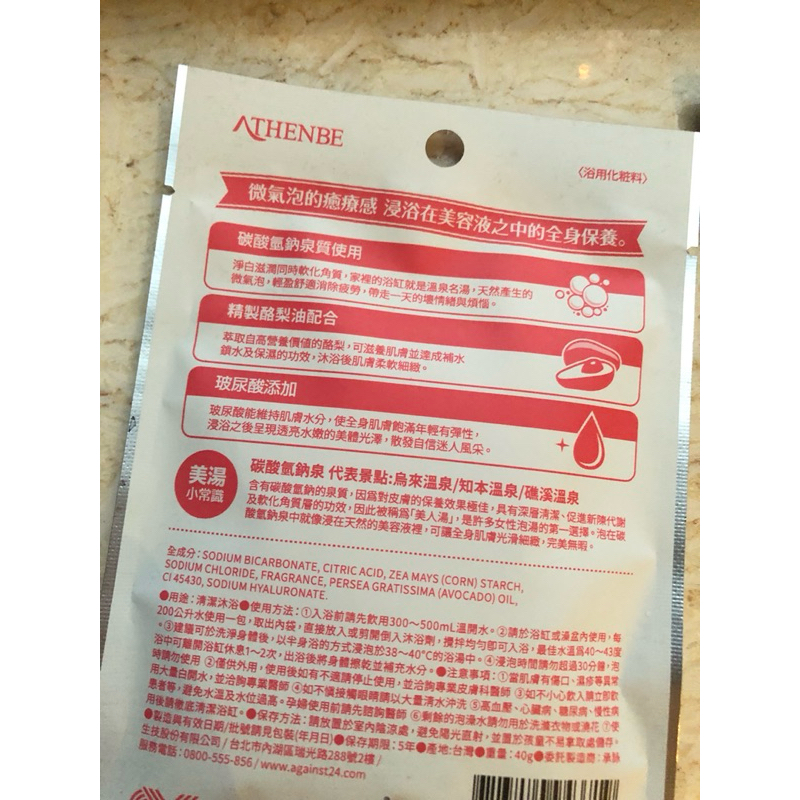 ATHENBE
〈浴用化粧料〉
微氣泡的癒療感 浸浴在美容液之中的全身保養。
碳酸氫鈉泉質使用
淨白滋潤同時軟化角質，家裡的浴缸就是溫泉名湯，天然產生的
微氣泡，輕盈舒適消除疲勞，帶走一天的壞情緒與煩惱。
精製酪梨油配合
萃取自高營養價值的酪梨，可滋養肌膚並達成補水
鎖水及保濕的功效，沐浴後肌膚柔軟細緻。
玻尿酸添加
玻尿酸能維持肌膚水分，使全身肌膚飽滿年輕有彈性，
浸浴之後呈現透亮水嫩的美體光澤，散發自信迷人風采。
美湯
小常識
碳酸氫鈉泉 代表景點:烏來溫泉/知本溫泉/礁溪溫泉
含有碳酸氫鈉的泉質，因為對皮膚的保養效果極佳，具有深層清潔、促進新陳代謝
及軟化角質層的功效，因此被稱為「美人湯」，是許多女性泡湯的第一選擇。泡在碳
酸氫鈉泉中就像浸在天然的美容液裡，可讓全身肌膚光滑細緻，完美無暇。
全成分：SODIUM BICARBONATE, CITRIC ACID, ZEA MAYS (CORN) STARCH,
SODIUM CHLORIDE, FRAGRANCE, PERSEA GRATISSIMA (AVOCADO) OIL,
CI 45430, SODIUM HYALURONATE.
●用途：清潔沐浴●使用方法：①入浴前請先飲用300～500mL溫開水。②請於浴缸或澡盆內使用，每
200公升水使用一包，取出內袋，直接放入或剪開倒入沐浴劑，攪拌均勻即可入浴，最佳水溫為40～43度
。③建議可於洗淨身體後，以半身浴的方式浸泡於38～40°C的浴湯中。④浸泡時間請勿超過30分鐘，泡
浴中可離開浴缸休息1～2次，出浴後將身體擦乾並補充水分。●注意事項：①當肌膚有傷口、濕疹等異常
時請勿使用 ②僅供外用，使用後如有不適請停止使用，並洽詢專業皮膚科醫師 ③如不小心飲入請立即飲
用大量白開水，並洽詢專業醫師 ④如不慎接觸眼睛請以大量清水沖洗 ⑤高血壓、心臟病、糖尿病、慢性病
患者等，避免水溫及水位過高。孕婦使用前請先諮詢醫師 ⑥剩餘的泡澡水請勿用於洗滌衣物或澆花 ⑦使
用後請徹底清潔浴缸。●保存方法：請放置於室內陰涼處，避免陽光直射，並置於孩童不易拿取處儲存。
●製造與有效日期/批號請見包裝(年月日)●保存期限：5年●產地:台灣●重量：40g●委託製造商：承
生技股份有限公司 / 台北市內湖區瑞光路288號2樓 /
服務電話：0800-555-856 / www.against24.com